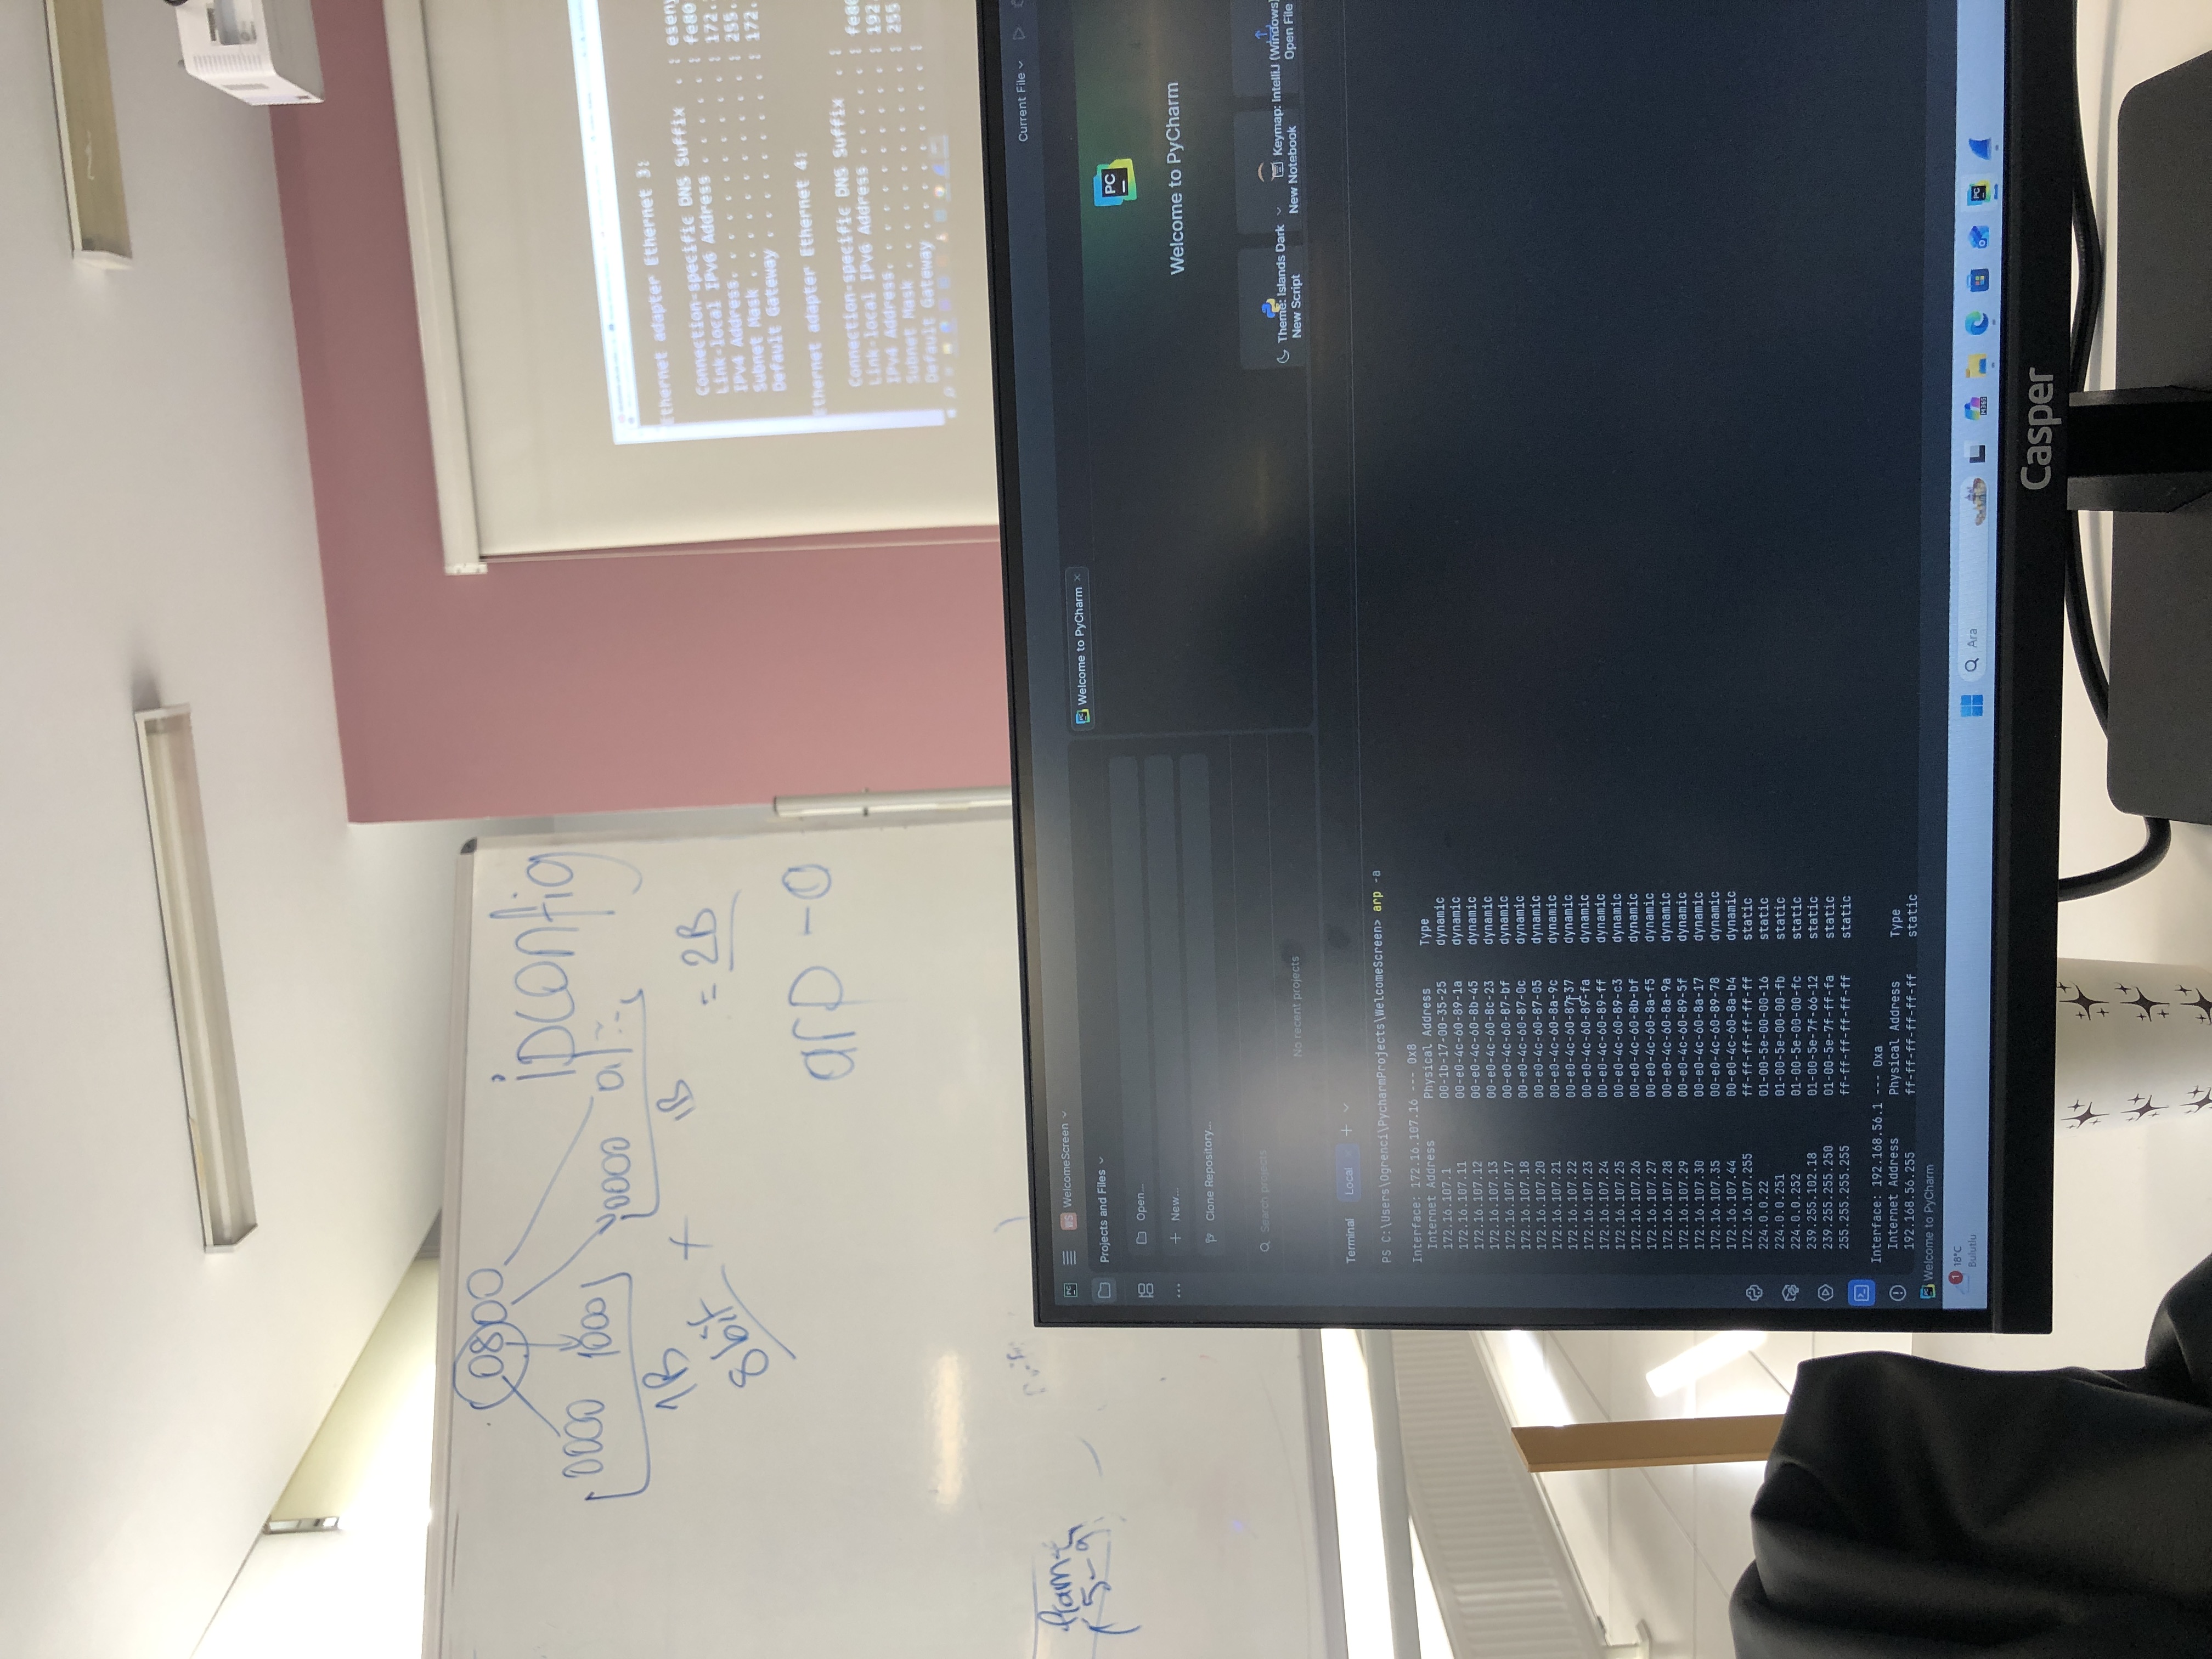 0800
0000 1000
0000
1B
8bit
+
1B
= 2B
ipconfig
arp -a
5-9
Ethernet adapter Ethernet 3:
Connection-specific DNS Suffix . :
Link-local IPv6 Address . . . . . : fe80
IPv4 Address. . . . . . . . . . . : 172.
Subnet Mask . . . . . . . . . . . : 255.
Default Gateway . . . . . . . . . : 172.
Ethernet adapter Ethernet 4:
Connection-specific DNS Suffix . :
Link-local IPv6 Address . . . . . : fe80
IPv4 Address. . . . . . . . . . . : 192.
Subnet Mask . . . . . . . . . . . : 255
Default Gateway . . . . . . . . . :
WS WelcomeScreen
Current File
Projects and Files
Welcome to PyCharm
Open...
New...
Clone Repository...
Search projects
No recent projects
PC
Welcome to PyCharm
Theme: Islands Dark
Keymap: IntelliJ (Windows)
New Script
New Notebook
Open File
Terminal Local
PS C:\Users\Ogrenci\PycharmProjects\WelcomeScreen> arp -a
Interface: 172.16.107.16 --- 0x8
Internet Address Physical Address Type
172.16.107.1 00-1b-17-00-35-25 dynamic
172.16.107.11 00-e0-4c-60-89-1a dynamic
172.16.107.12 00-e0-4c-60-8b-45 dynamic
172.16.107.13 00-e0-4c-60-8c-23 dynamic
172.16.107.17 00-e0-4c-60-87-bf dynamic
172.16.107.18 00-e0-4c-60-87-0c dynamic
172.16.107.20 00-e0-4c-60-87-05 dynamic
172.16.107.21 00-e0-4c-60-8a-9c dynamic
172.16.107.22 00-e0-4c-60-87-37 dynamic
172.16.107.23 00-e0-4c-60-89-fa dynamic
172.16.107.24 00-e0-4c-60-89-ff dynamic
172.16.107.25 00-e0-4c-60-89-c3 dynamic
172.16.107.26 00-e0-4c-60-8b-bf dynamic
172.16.107.27 00-e0-4c-60-8a-f5 dynamic
172.16.107.28 00-e0-4c-60-8a-9a dynamic
172.16.107.29 00-e0-4c-60-89-5f dynamic
172.16.107.30 00-e0-4c-60-8a-17 dynamic
172.16.107.35 00-e0-4c-60-89-78 dynamic
172.16.107.44 00-e0-4c-60-8a-b4 dynamic
172.16.107.255 ff-ff-ff-ff-ff-ff static
224.0.0.22 01-00-5e-00-00-16 static
224.0.0.251 01-00-5e-00-00-fb static
224.0.0.252 01-00-5e-00-00-fc static
239.255.102.18 01-00-5e-7f-66-12 static
239.255.255.250 01-00-5e-7f-ff-fa static
255.255.255.255 ff-ff-ff-ff-ff-ff static
Interface: 192.168.56.1 --- 0xa
Internet Address Physical Address Type
192.168.56.255 ff-ff-ff-ff-ff-ff static
Welcome to PyCharm
1
18°C
Bulutlu
Ara
Casper